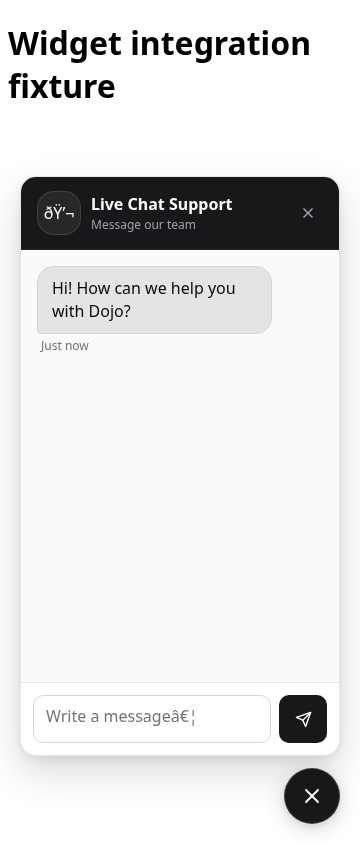 Widget integration
fixture
ðŸ’¬
Live Chat Support
Message our team
Hi! How can we help you
with Dojo?
Just now
Write a messageâ€¦